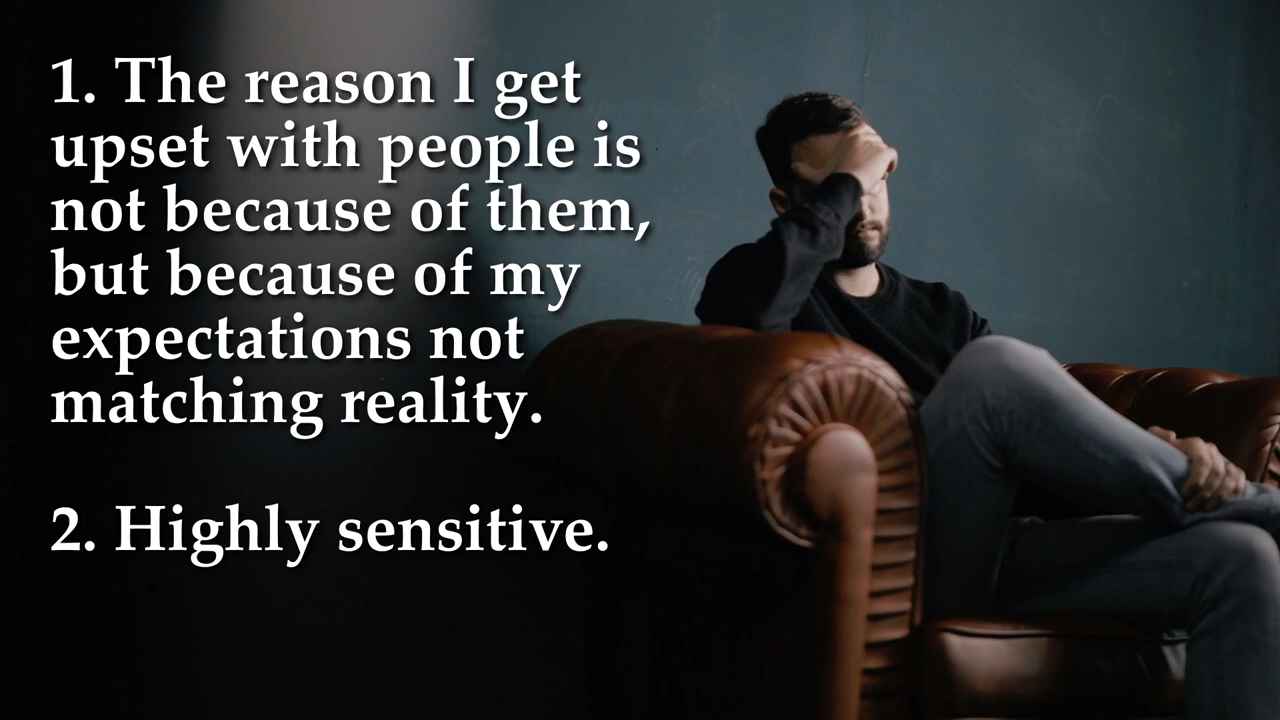 1. The reason I get
upset with people is
not because of them,
but because of my
expectations not
matching reality.
2. Highly sensitive.